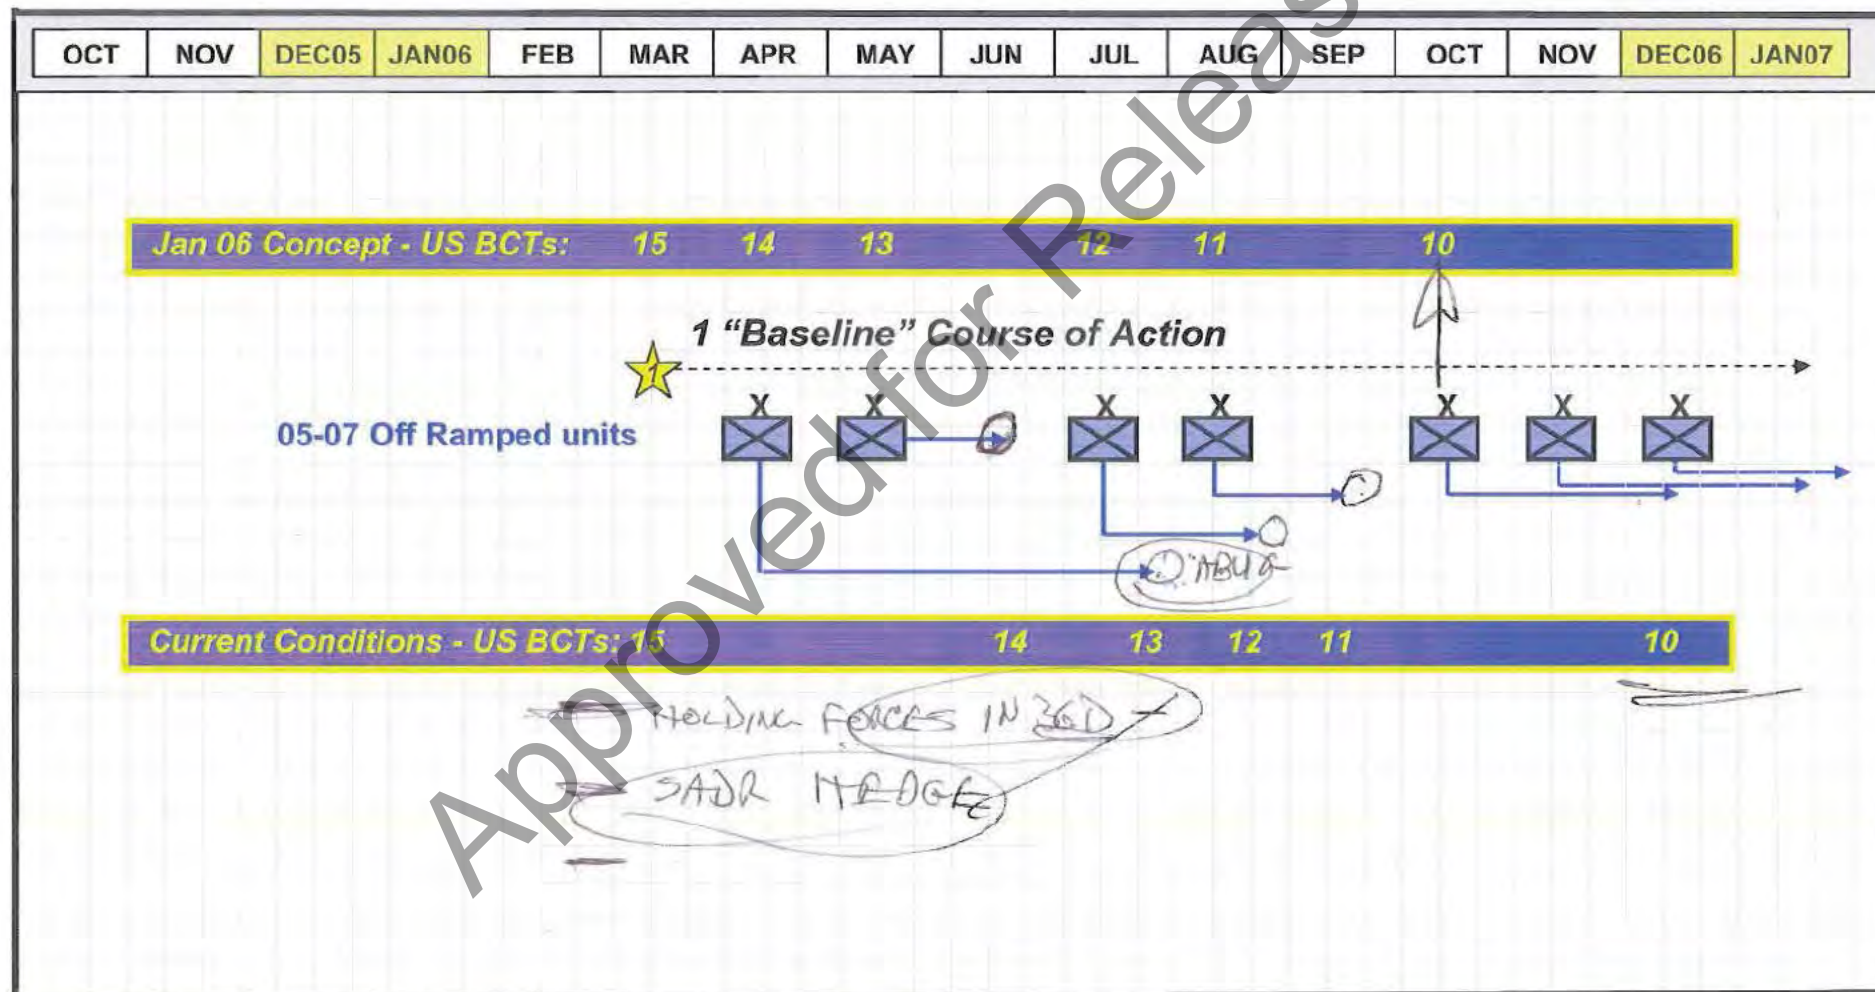 OCT NOV DEC05 JAN06 FEB MAR APR MAY JUN JUL AUG SEP OCT NOV DEC06 JAN07
Jan 06 Concept - US BCTs: 15 14 13 12 11 10
1 "Baseline" Course of Action
1
05-07 Off Ramped units
X X X X X X X
Current Conditions - US BCTs: 15 14 13 12 11 10
HOLDING FORCES IN
SADR HEDGE
Approved for Releas